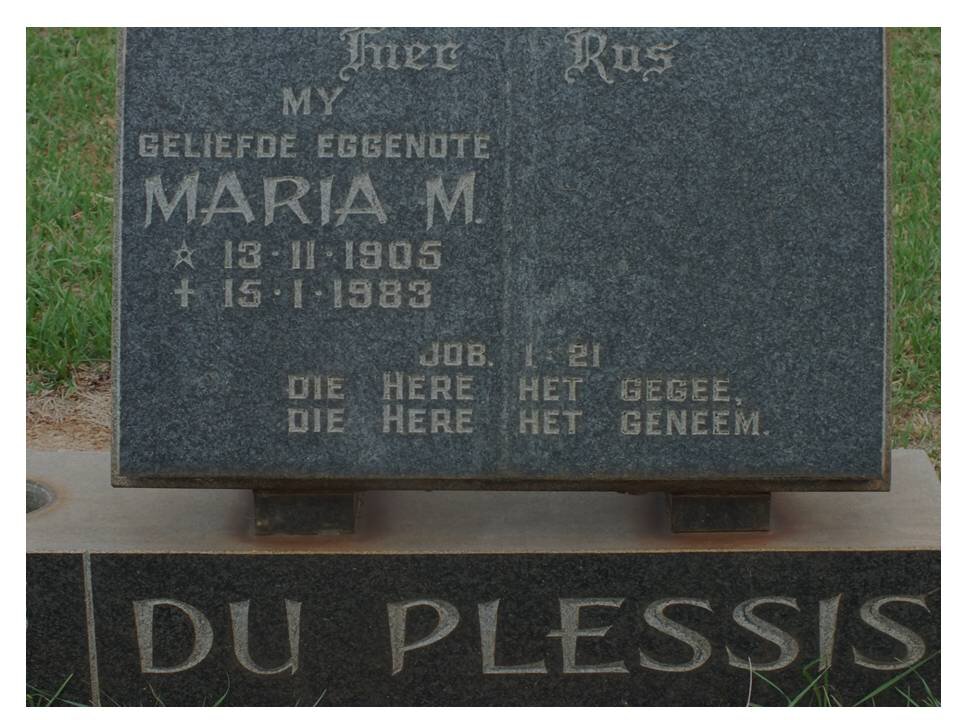 Hier Rus
MY
GELIEFDE EGGENOTE
MARIA M.
* 13·11·1905
† 15·1·1983
JOB. 1·21
DIE HERE HET GEGEE,
DIE HERE HET GENEEM.
DU PLESSIS